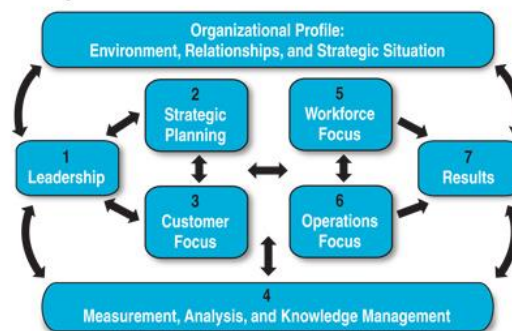 Organizational Profile:
Environment, Relationships, and Strategic Situation
2
Strategic
Planning
5
Workforce
Focus
1
Leadership
7
Results
3
Customer
Focus
6
Operations
Focus
4
Measurement, Analysis, and Knowledge Management